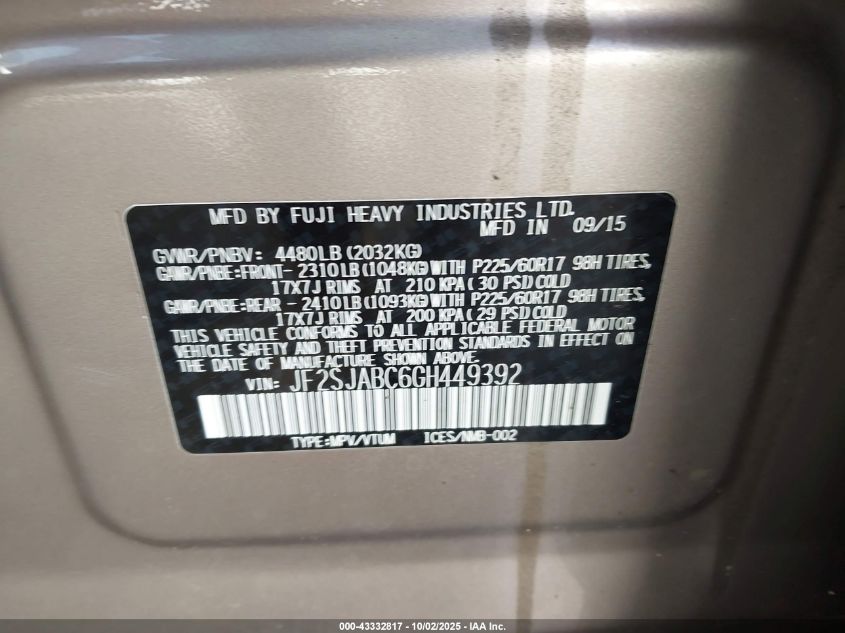 MFD BY FUJI HEAVY INDUSTRIES LTD.
MFD IN 09/15
GVWR/PNBV: 4480LB (2032KG)
GAWR/PNBE:FRONT- 2310LB (1048KG) WITH P225/60R17 98H TIRES,
17X7J RIMS AT 210 KPA ( 30 PSI) COLD
GAWR/PNBE:REAR - 2410LB (1093KG) WITH P225/60R17 98H TIRES,
17X7J RIMS AT 200 KPA ( 29 PSI) COLD
THIS VEHICLE CONFORMS TO ALL APPLICABLE FEDERAL MOTOR
VEHICLE SAFETY AND THEFT PREVENTION STANDARDS IN EFFECT ON
THE DATE OF MANUFACTURE SHOWN ABOVE.
VIN: JF2SJABC6GH449392
TYPE:MPV/VTUM ICES/NMB-002
000-43332817 - 10/02/2025 - IAA Inc.